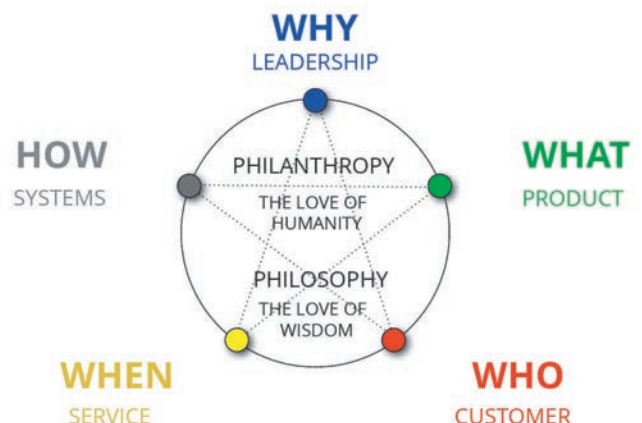 WHY
LEADERSHIP
HOW
SYSTEMS
WHAT
PRODUCT
PHILANTHROPY
THE LOVE OF
HUMANITY
PHILOSOPHY
THE LOVE OF
WISDOM
WHEN
SERVICE
WHO
CUSTOMER